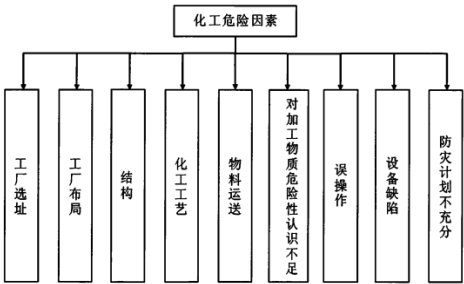 化工危险因素
工厂选址
工厂布局
结构
化工工艺
物料运送
对加工物质危险性认识不足
误操作
设备缺陷
防灾计划不充分